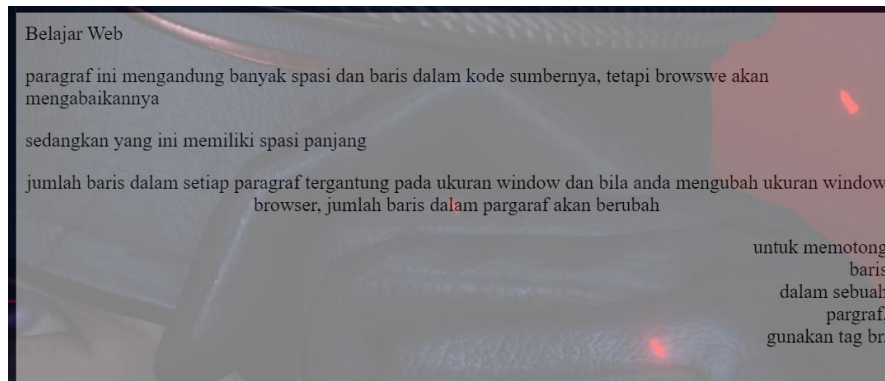 Belajar Web
paragraf ini mengandung banyak spasi dan baris dalam kode sumbernya, tetapi browswe akan
mengabaikannya
sedangkan yang ini memiliki spasi panjang
jumlah baris dalam setiap paragraf tergantung pada ukuran window dan bila anda mengubah ukuran window
browser, jumlah baris dalam pargaraf akan berubah
untuk memotong
baris
dalam sebuah
pargraf,
gunakan tag br.